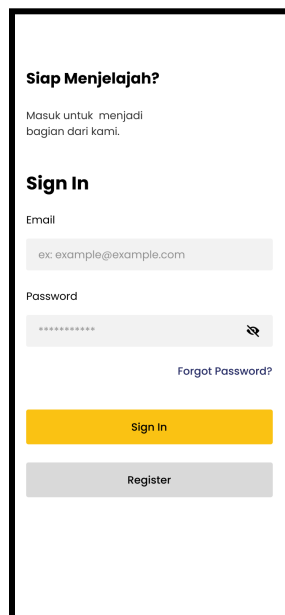 Siap Menjelajah?
Masuk untuk  menjadi
bagian dari kami.
Sign In
Email
ex: example@example.com
Password
***********
Forgot Password?
Sign In
Register